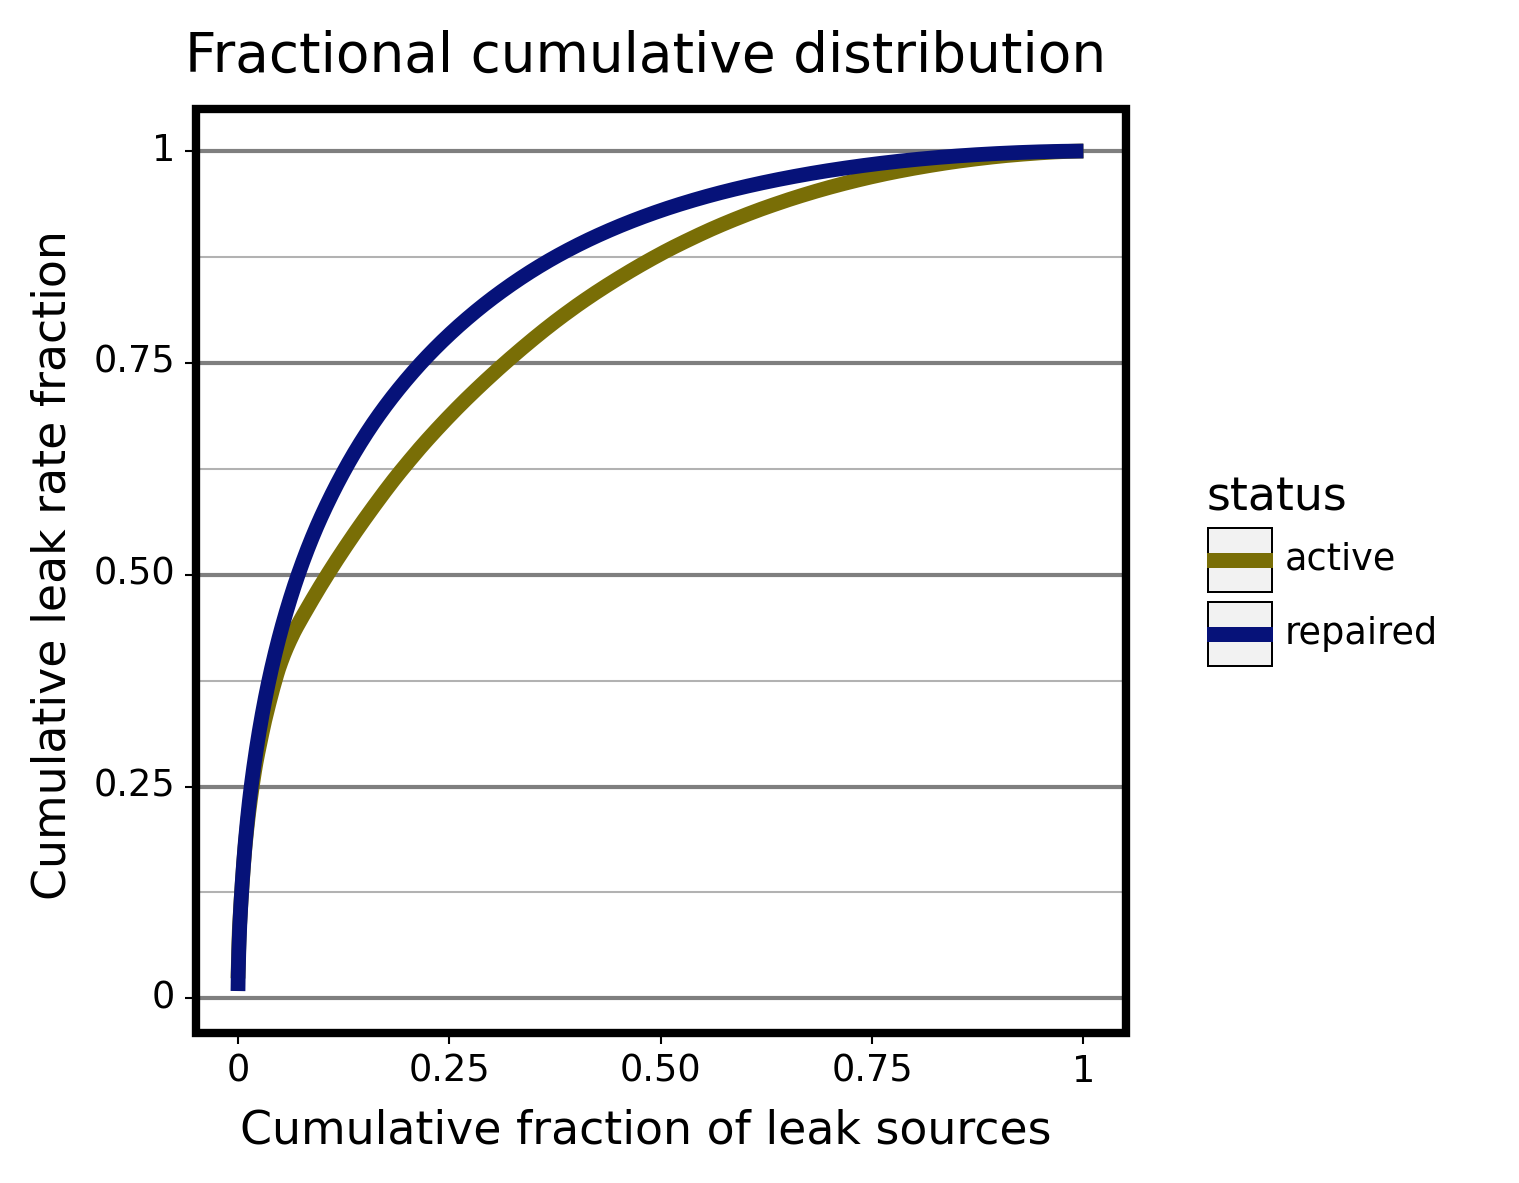 Fractional cumulative distribution
Cumulative leak rate fraction
1
0.75
0.50
0.25
0
0 0.25 0.50 0.75 1
Cumulative fraction of leak sources
status
active
repaired